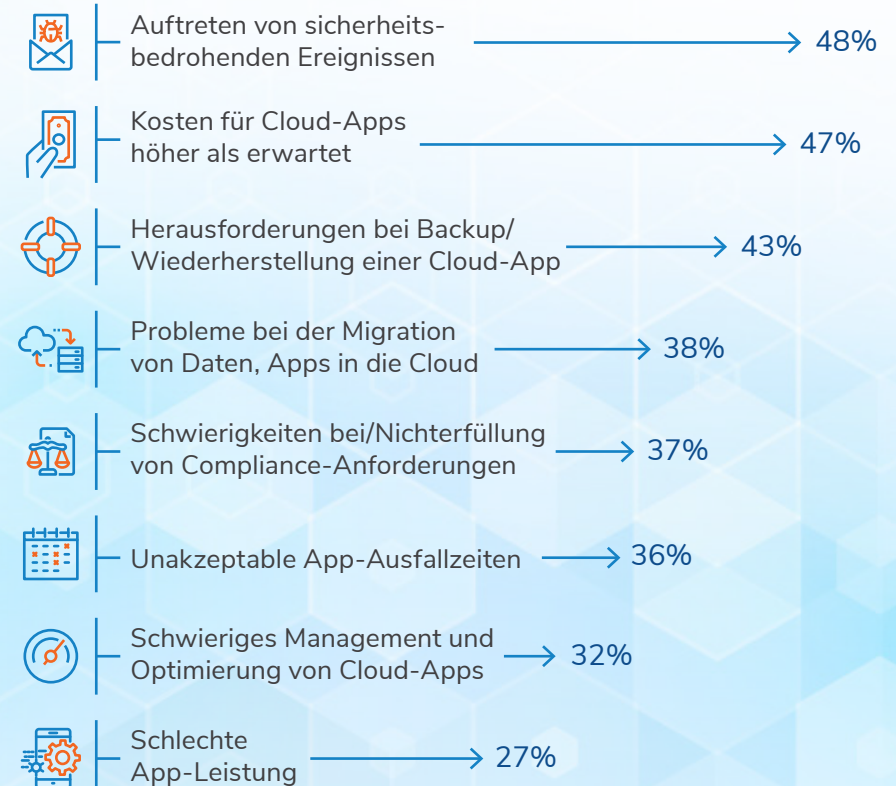 Auftreten von sicherheits-
bedrohenden Ereignissen
48%
Kosten für Cloud-Apps
höher als erwartet
47%
Herausforderungen bei Backup/
Wiederherstellung einer Cloud-App
43%
Probleme bei der Migration
von Daten, Apps in die Cloud
38%
Schwierigkeiten bei/Nichterfüllung
von Compliance-Anforderungen
37%
Unakzeptable App-Ausfallzeiten
36%
Schwieriges Management und
Optimierung von Cloud-Apps
32%
Schlechte
App-Leistung
27%